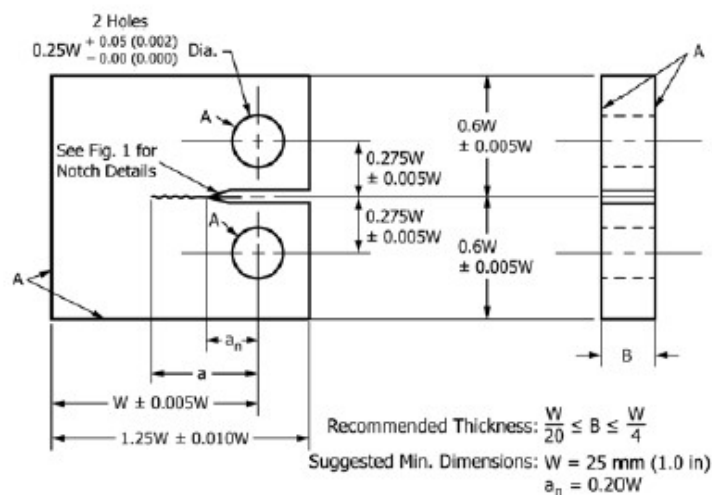 2 Holes
0.25W + 0.05 (0.002) Dia.
− 0.00 (0.000)
A
A
0.6W
± 0.005W
See Fig. 1 for
Notch Details
0.275W
± 0.005W
A
0.275W
± 0.005W
0.6W
± 0.005W
A
aₙ
a
B
W ± 0.005W
1.25W ± 0.010W
Recommended Thickness: W/20 ≤ B ≤ W/4
Suggested Min. Dimensions: W = 25 mm (1.0 in)
aₙ = 0.20W